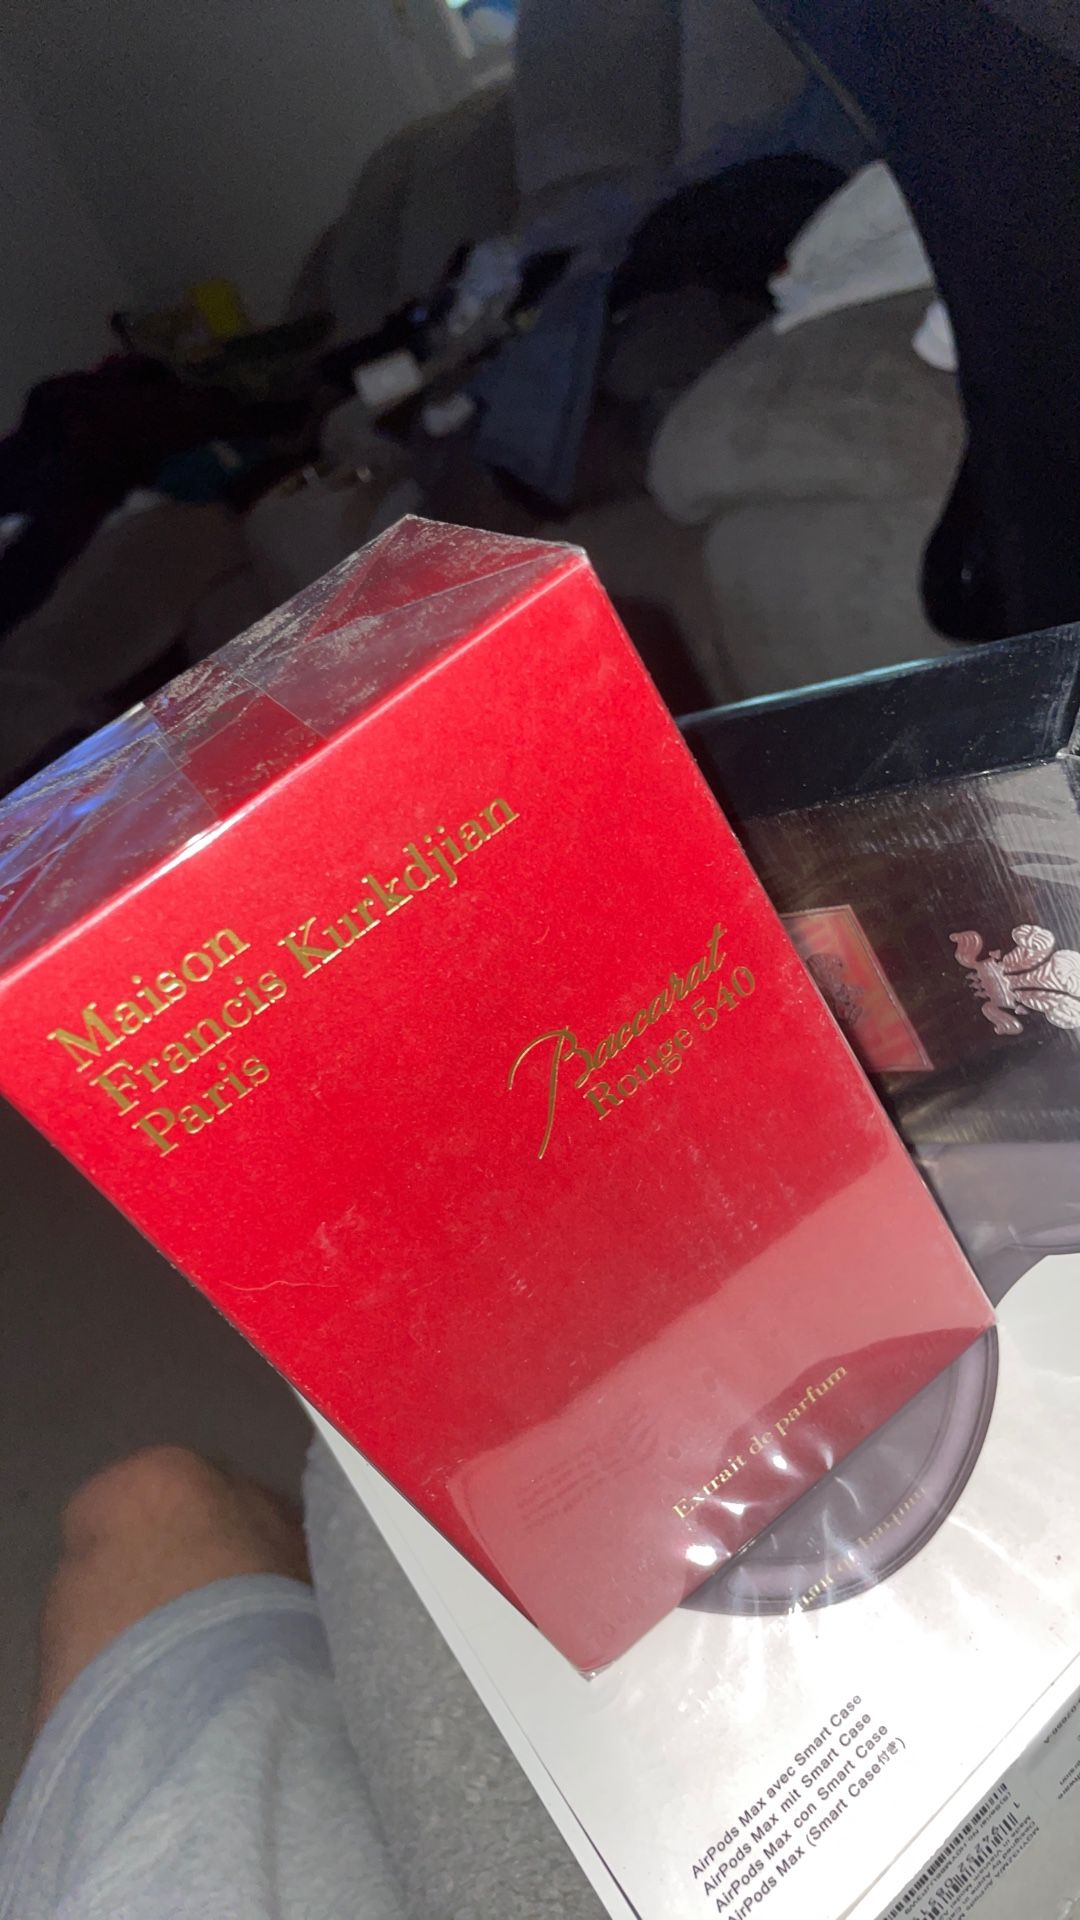 Maison
Francis Kurkdjian
Paris
Baccarat
Rouge 540
Extrait de parfum
AirPods Max avec Smart Case
AirPods Max mit Smart Case
AirPods Max con Smart Case
AirPods Max (Smart Case付き)